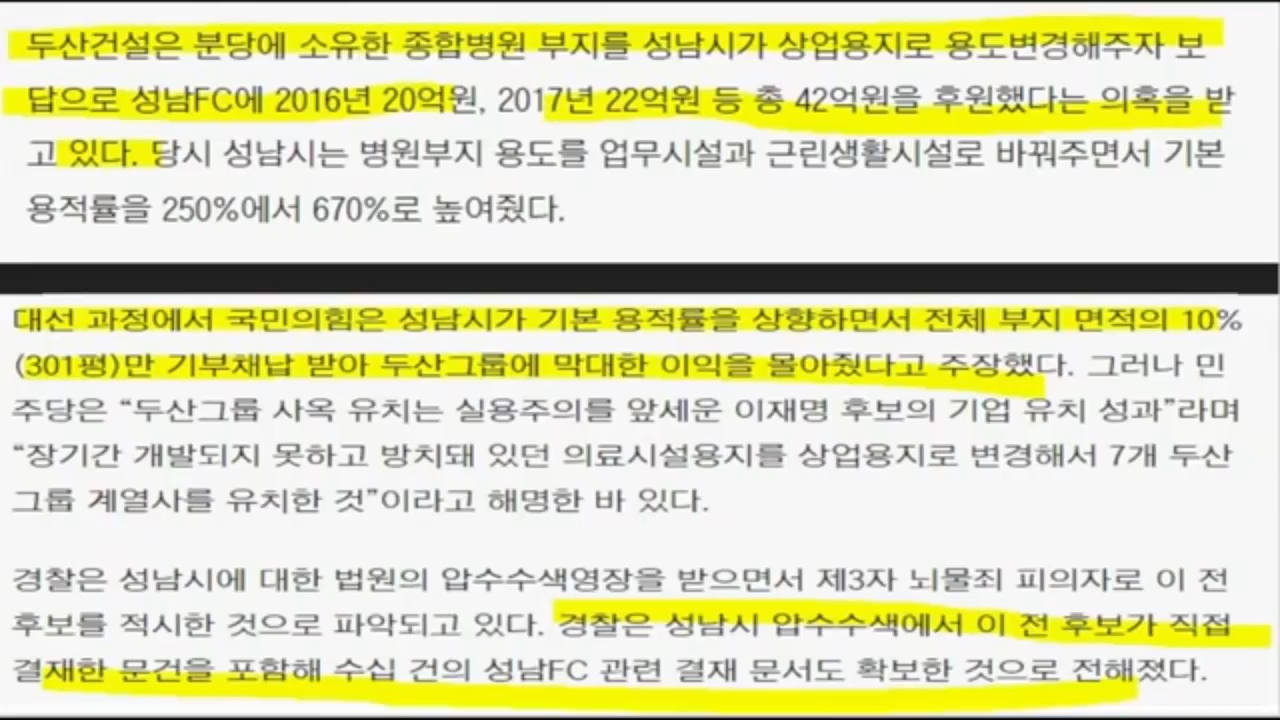 두산건설은 분당에 소유한 종합병원 부지를 성남시가 상업용지로 용도변경해주자 보
답으로 성남FC에 2016년 20억원, 2017년 22억원 등 총 42억원을 후원했다는 의혹을 받
고 있다. 당시 성남시는 병원부지 용도를 업무시설과 근린생활시설로 바꿔주면서 기본
용적률을 250%에서 670%로 높여줬다.
대선 과정에서 국민의힘은 성남시가 기본 용적률을 상향하면서 전체 부지 면적의 10%
(301평)만 기부채납 받아 두산그룹에 막대한 이익을 몰아줬다고 주장했다. 그러나 민
주당은 “두산그룹 사옥 유치는 실용주의를 앞세운 이재명 후보의 기업 유치 성과”라며
“장기간 개발되지 못하고 방치돼 있던 의료시설용지를 상업용지로 변경해서 7개 두산
그룹 계열사를 유치한 것”이라고 해명한 바 있다.
경찰은 성남시에 대한 법원의 압수수색영장을 받으면서 제3자 뇌물죄 피의자로 이 전
후보를 적시한 것으로 파악되고 있다. 경찰은 성남시 압수수색에서 이 전 후보가 직접
결재한 문건을 포함해 수십 건의 성남FC 관련 결재 문서도 확보한 것으로 전해졌다.